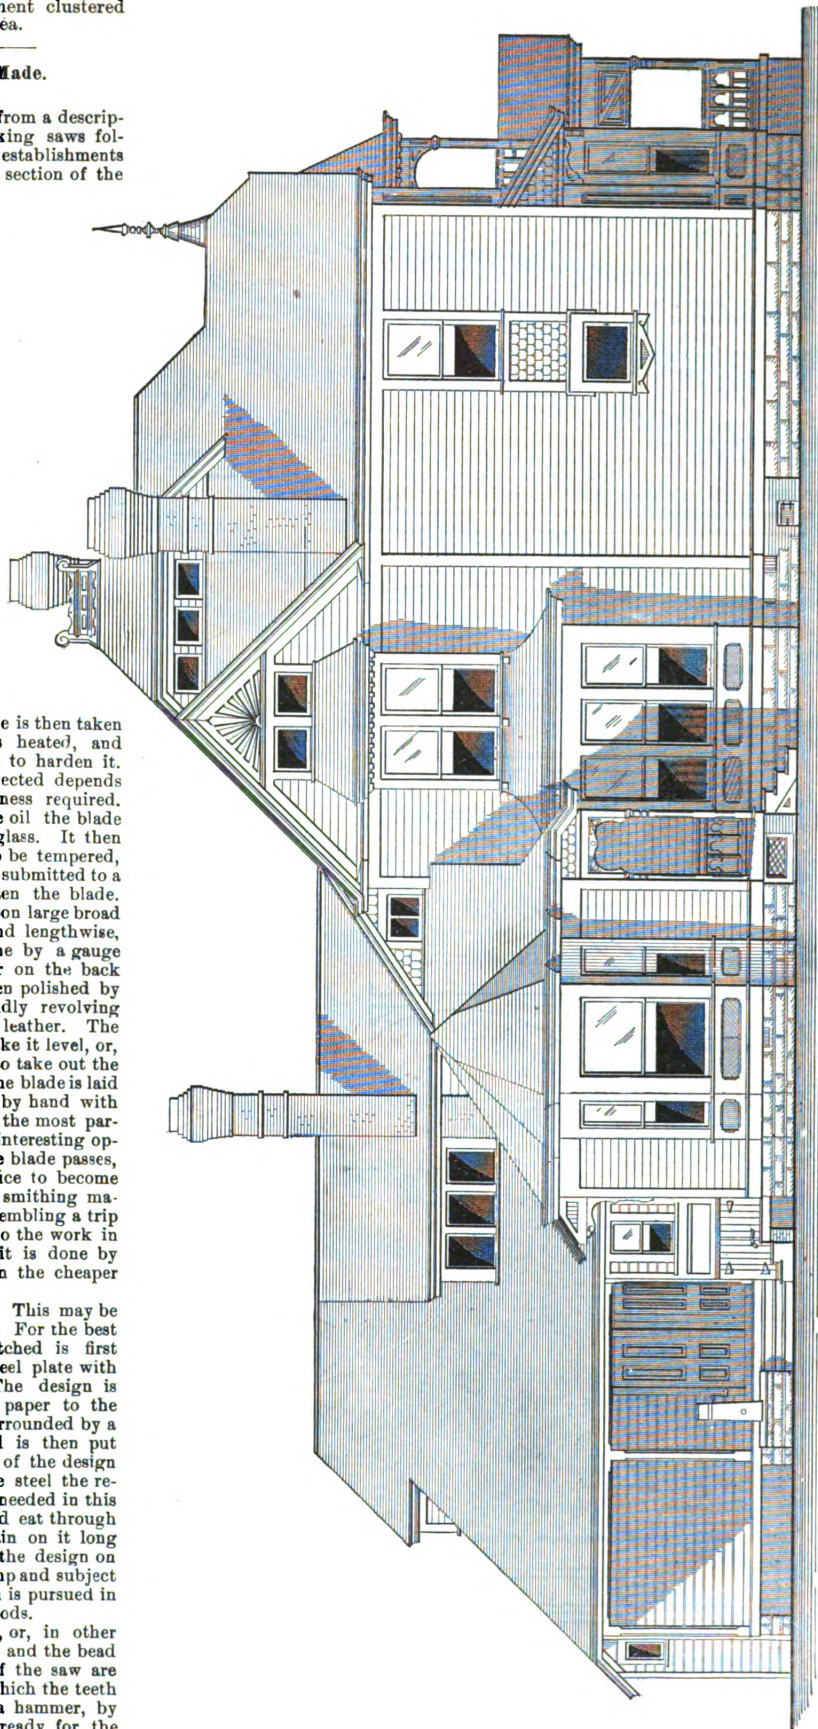 ment clustered
ea.
Made.
from a descrip-
king saws fol-
establishments
section of the
e is then taken
s heated, and
to harden it.
ected depends
ness required.
e oil the blade
glass. It then
o be tempered,
submitted to a
en the blade.
on large broad
nd lengthwise,
ne by a gauge
r on the back
en polished by
dly revolving
leather. The
ke it level, or,
o take out the
he blade is laid
by hand with
the most par-
interesting op-
e blade passes,
ice to become
smithing ma-
embling a trip
o the work in
it is done by
n the cheaper
This may be
For the best
tched is first
eel plate with
The design is
paper to the
rrounded by a
l is then put
of the design
e steel the re-
needed in this
d eat through
in on it long
the design on
up and subject
n is pursued in
ods.
, or, in other
and the bead
f the saw are
hich the teeth
a hammer, by
ready for the